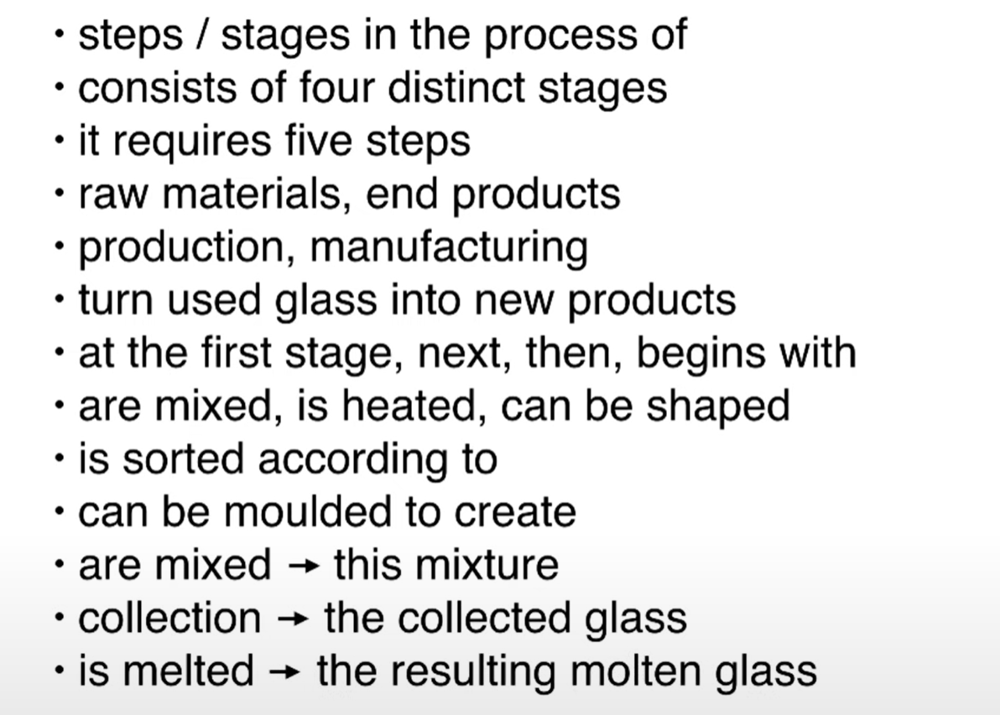 • steps / stages in the process of
• consists of four distinct stages
• it requires five steps
• raw materials, end products
• production, manufacturing
• turn used glass into new products
• at the first stage, next, then, begins with
• are mixed, is heated, can be shaped
• is sorted according to
• can be moulded to create
• are mixed → this mixture
• collection → the collected glass
• is melted → the resulting molten glass